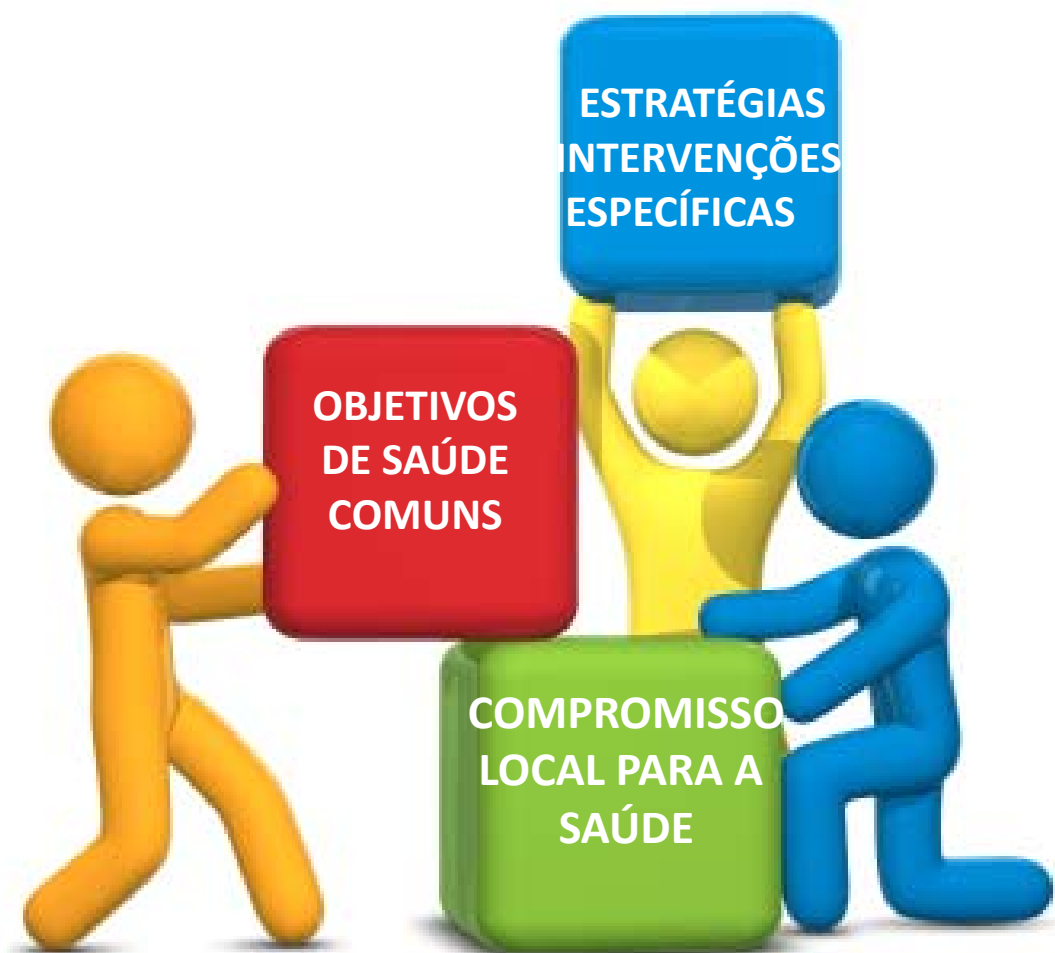 ESTRATÉGIAS
INTERVENÇÕES
ESPECÍFICAS
OBJETIVOS
DE SAÚDE
COMUNS
COMPROMISSO
LOCAL PARA A
SAÚDE